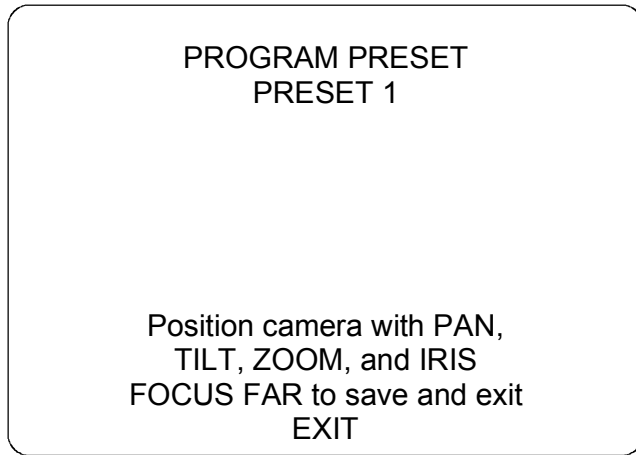 PROGRAM PRESET
PRESET 1
Position camera with PAN,
TILT, ZOOM, and IRIS
FOCUS FAR to save and exit
EXIT